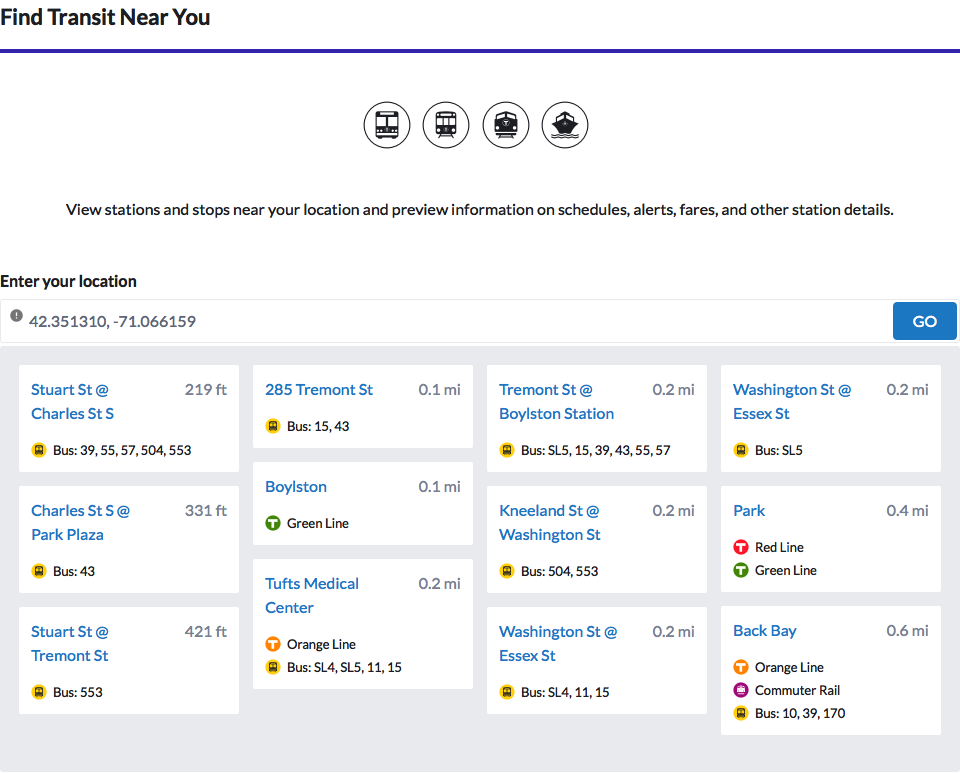 Find Transit Near You
View stations and stops near your location and preview information on schedules, alerts, fares, and other station details.
Enter your location
42.351310, -71.066159
GO
Stuart St @ 219 ft
Charles St S
Bus: 39, 55, 57, 504, 553
Charles St S @ 331 ft
Park Plaza
Bus: 43
Stuart St @ 421 ft
Tremont St
Bus: 553
285 Tremont St 0.1 mi
Bus: 15, 43
Boylston 0.1 mi
T Green Line
Tufts Medical 0.2 mi
Center
T Orange Line
Bus: SL4, SL5, 11, 15
Tremont St @ 0.2 mi
Boylston Station
Bus: SL5, 15, 39, 43, 55, 57
Kneeland St @ 0.2 mi
Washington St
Bus: 504, 553
Washington St @ 0.2 mi
Essex St
Bus: SL4, 11, 15
Washington St @ 0.2 mi
Essex St
Bus: SL5
Park 0.4 mi
T Red Line
T Green Line
Back Bay 0.6 mi
T Orange Line
Commuter Rail
Bus: 10, 39, 170